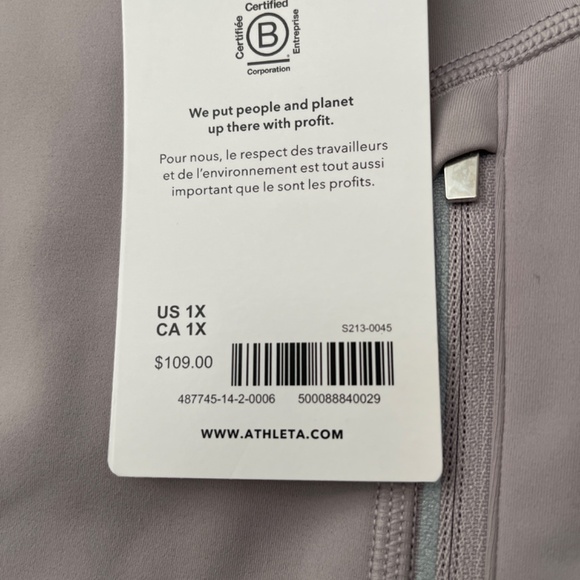 Certified
Certifiée
B
Entreprise
Corporation
We put people and planet
up there with profit.
Pour nous, le respect des travailleurs
et de l'environnement est tout aussi
important que le sont les profits.
US 1X
CA 1X
S213-0045
$109.00
487745-14-2-0006 500088840029
WWW.ATHLETA.COM